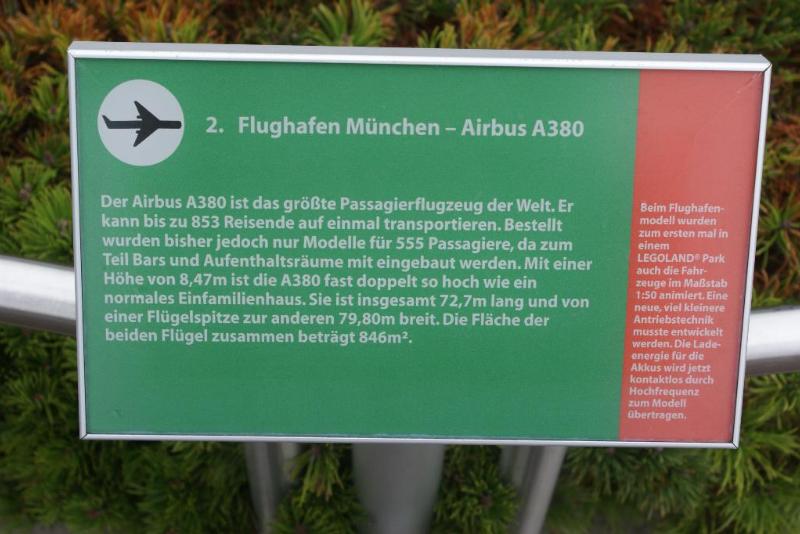 2. Flughafen München – Airbus A380
Der Airbus A380 ist das größte Passagierflugzeug der Welt. Er
kann bis zu 853 Reisende auf einmal transportieren. Bestellt
wurden bisher jedoch nur Modelle für 555 Passagiere, da zum
Teil Bars und Aufenthaltsräume mit eingebaut werden. Mit einer
Höhe von 8,47m ist die A380 fast doppelt so hoch wie ein
normales Einfamilienhaus. Sie ist insgesamt 72,7m lang und von
einer Flügelspitze zur anderen 79,80m breit. Die Fläche der
beiden Flügel zusammen beträgt 846m².
Beim Flughafen-
modell wurden
zum ersten mal in
einem
LEGOLAND® Park
auch die Fahr-
zeuge im Maßstab
1:50 animiert. Eine
neue, viel kleinere
Antriebstechnik
musste entwickelt
werden. Die Lade-
energie für die
Akkus wird jetzt
kontaktlos durch
Hochfrequenz
zum Modell
übertragen.